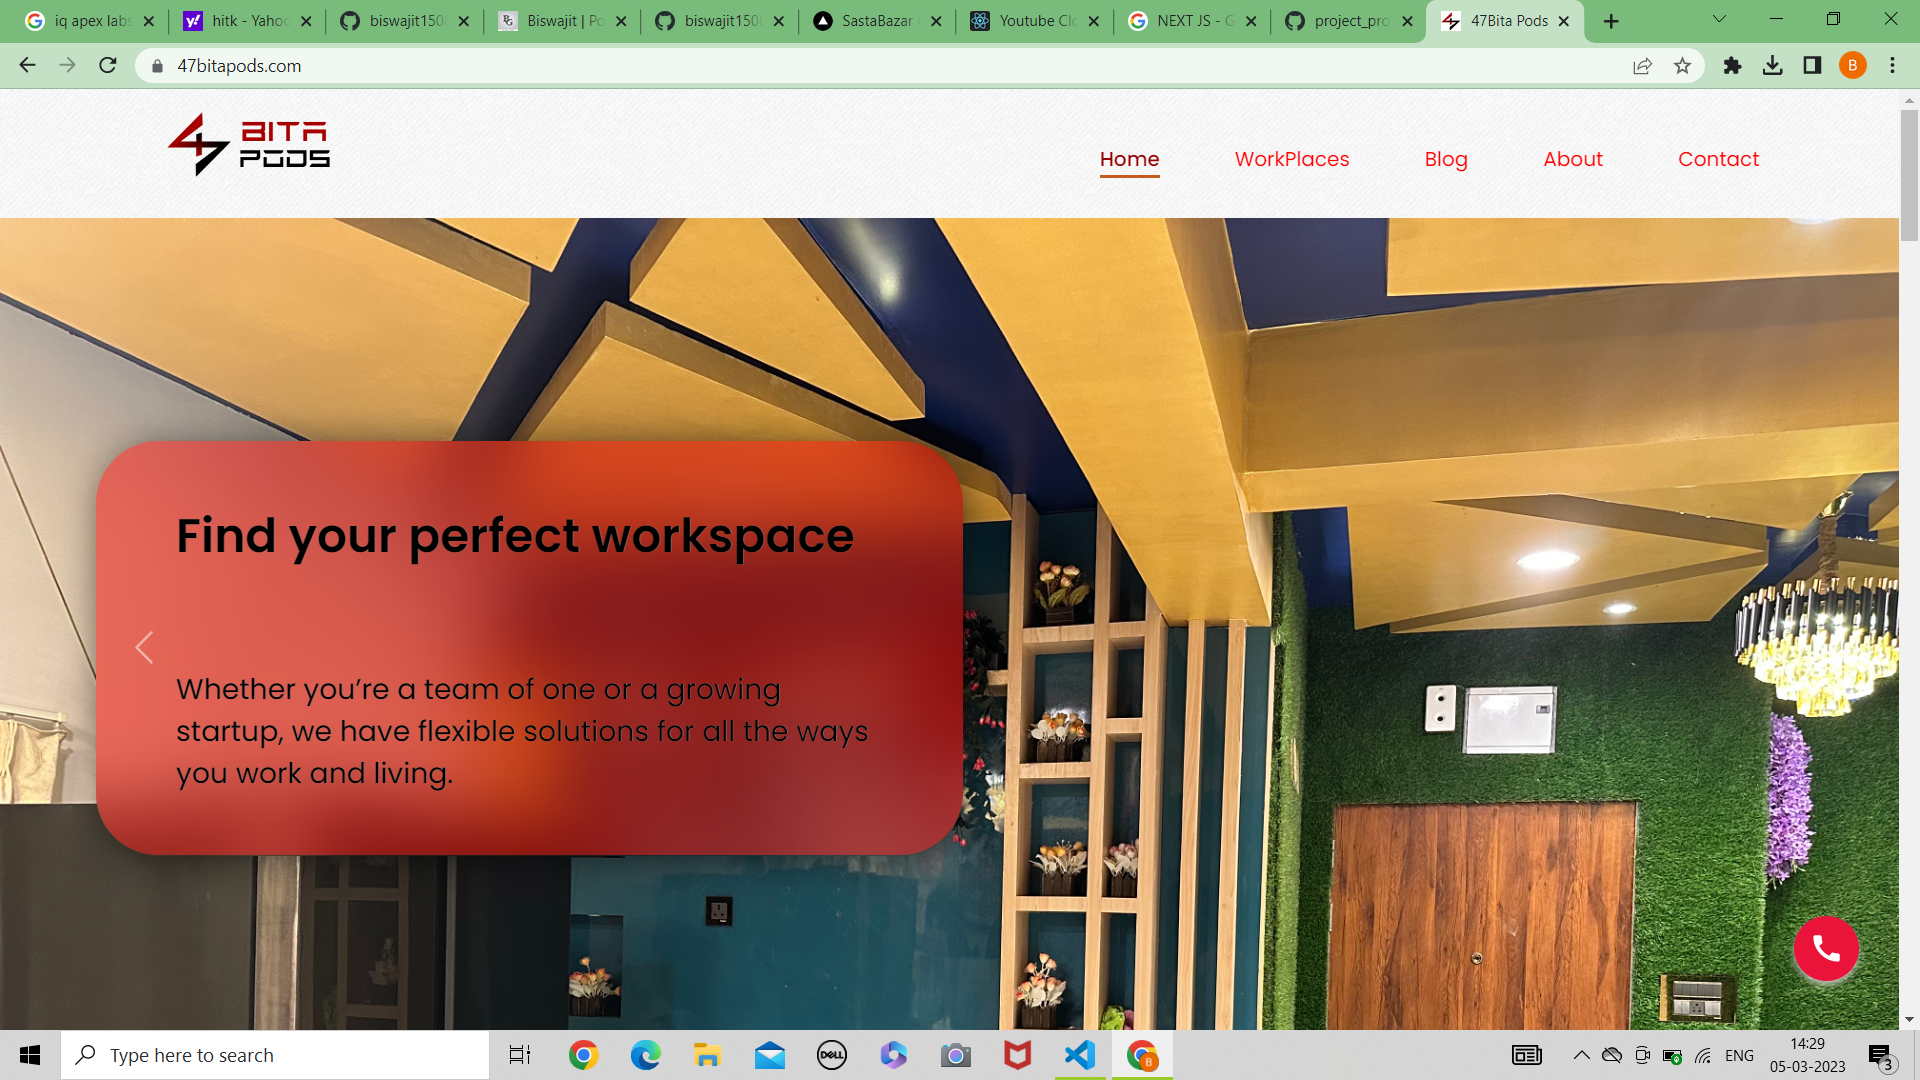 iq apex labs
hitk - Yahoo
biswajit150
Biswajit | Po
biswajit150
SastaBazar
Youtube Clo
NEXT JS - G
project_pro
47Bita Pods
47bitapods.com
B
BITA
PODS
Home
WorkPlaces
Blog
About
Contact
Find your perfect workspace
Whether you’re a team of one or a growing
startup, we have flexible solutions for all the ways
you work and living.
Type here to search
DELL
B
ENG
14:29
05-03-2023
3